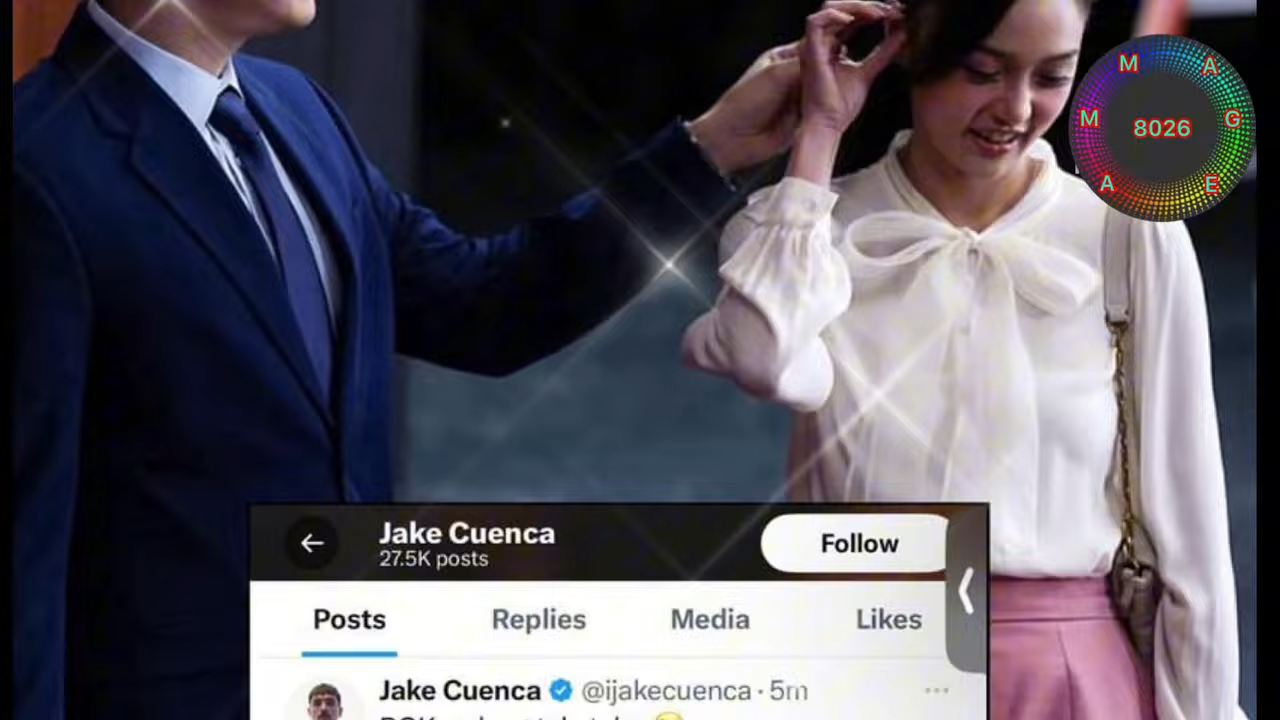 M A
M 8026 G
A E
Jake Cuenca
27.5K posts
Follow
Posts Replies Media Likes
Jake Cuenca @ijakecuenca · 5m